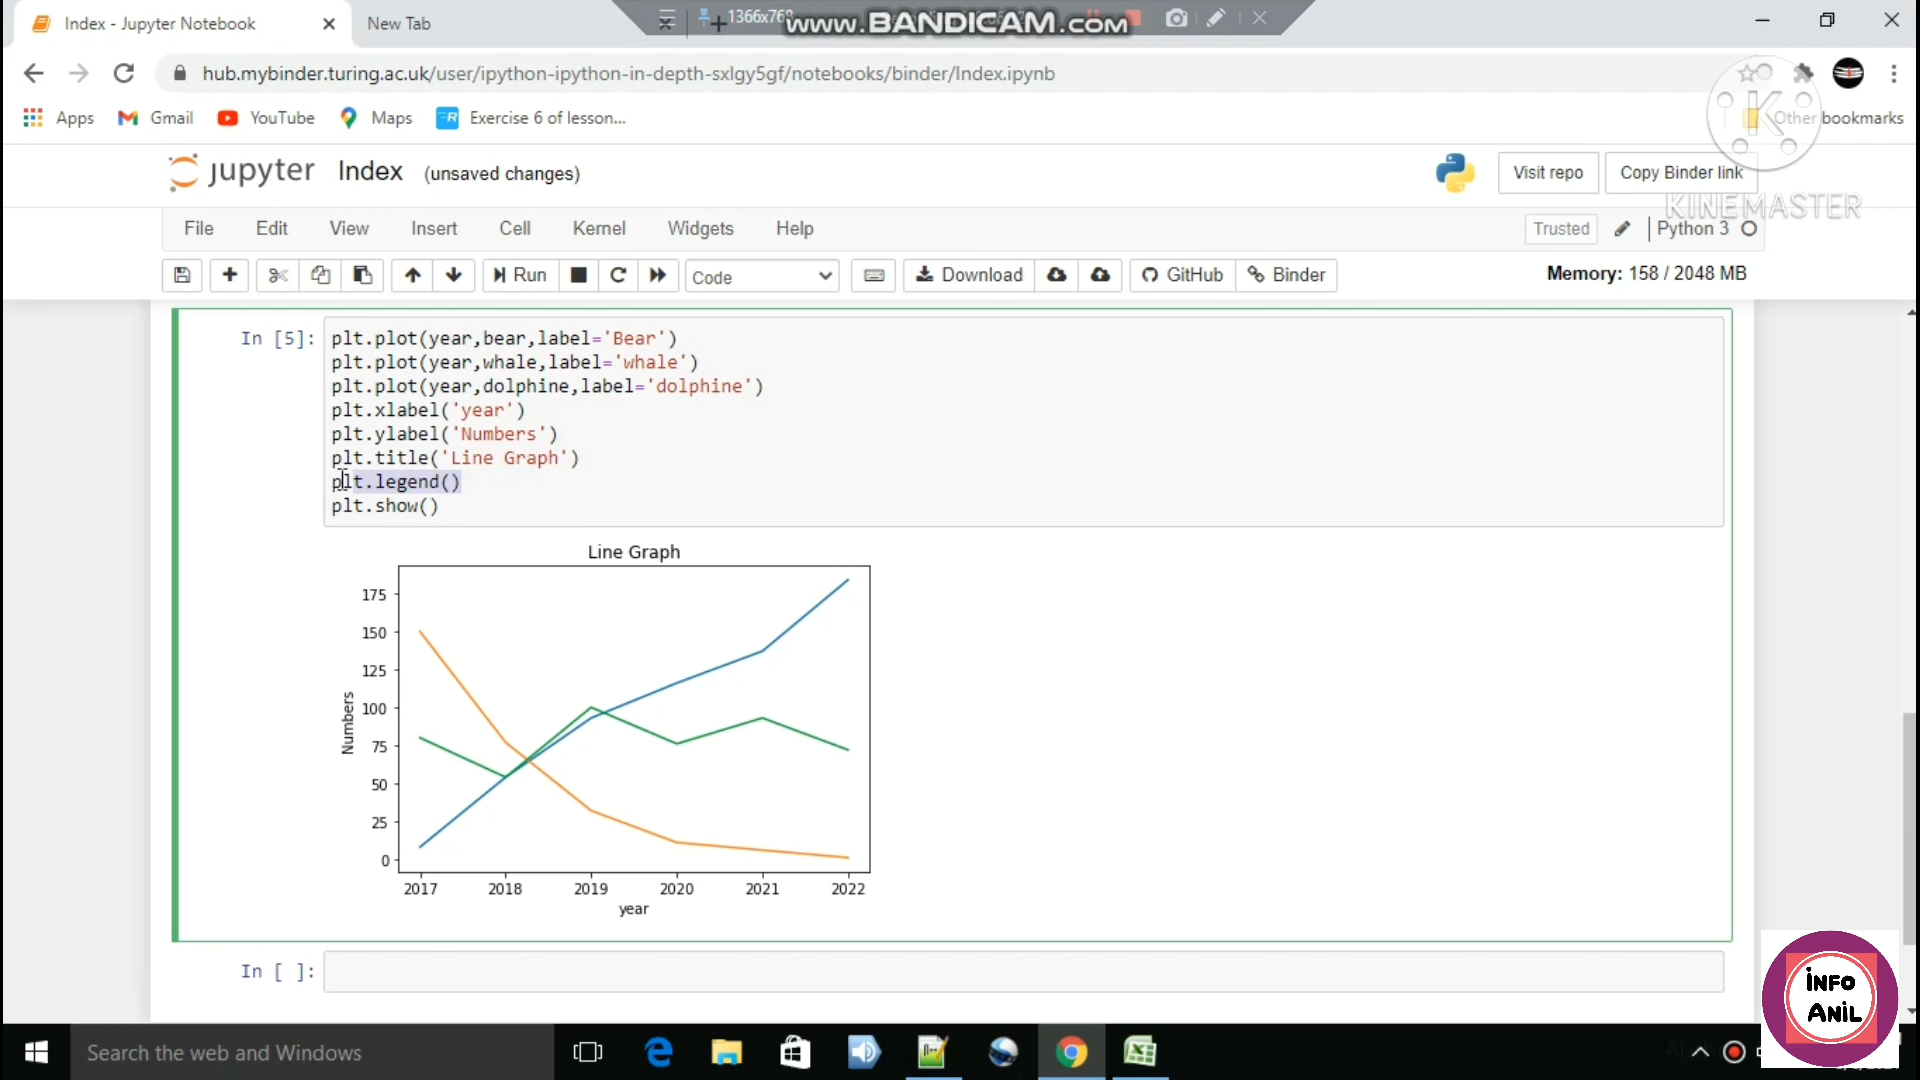 Index - Jupyter Notebook
New Tab
1366x768
www.BANDICAM.com
hub.mybinder.turing.ac.uk/user/ipython-ipython-in-depth-sxlgy5gf/notebooks/binder/Index.ipynb
Apps
Gmail
YouTube
Maps
Exercise 6 of lesson...
Other bookmarks
jupyter
Index
(unsaved changes)
Visit repo
Copy Binder link
KINEMASTER
File
Edit
View
Insert
Cell
Kernel
Widgets
Help
Trusted
Python 3
Run
Code
Download
GitHub
Binder
Memory: 158 / 2048 MB
In [5]:
plt.plot(year,bear,label='Bear')
plt.plot(year,whale,label='whale')
plt.plot(year,dolphine,label='dolphine')
plt.xlabel('year')
plt.ylabel('Numbers')
plt.title('Line Graph')
plt.legend()
plt.show()
Line Graph
175
150
125
100
75
50
25
0
Numbers
2017
2018
2019
2020
2021
2022
year
In [ ]:
İNFO
ANİL
Search the web and Windows